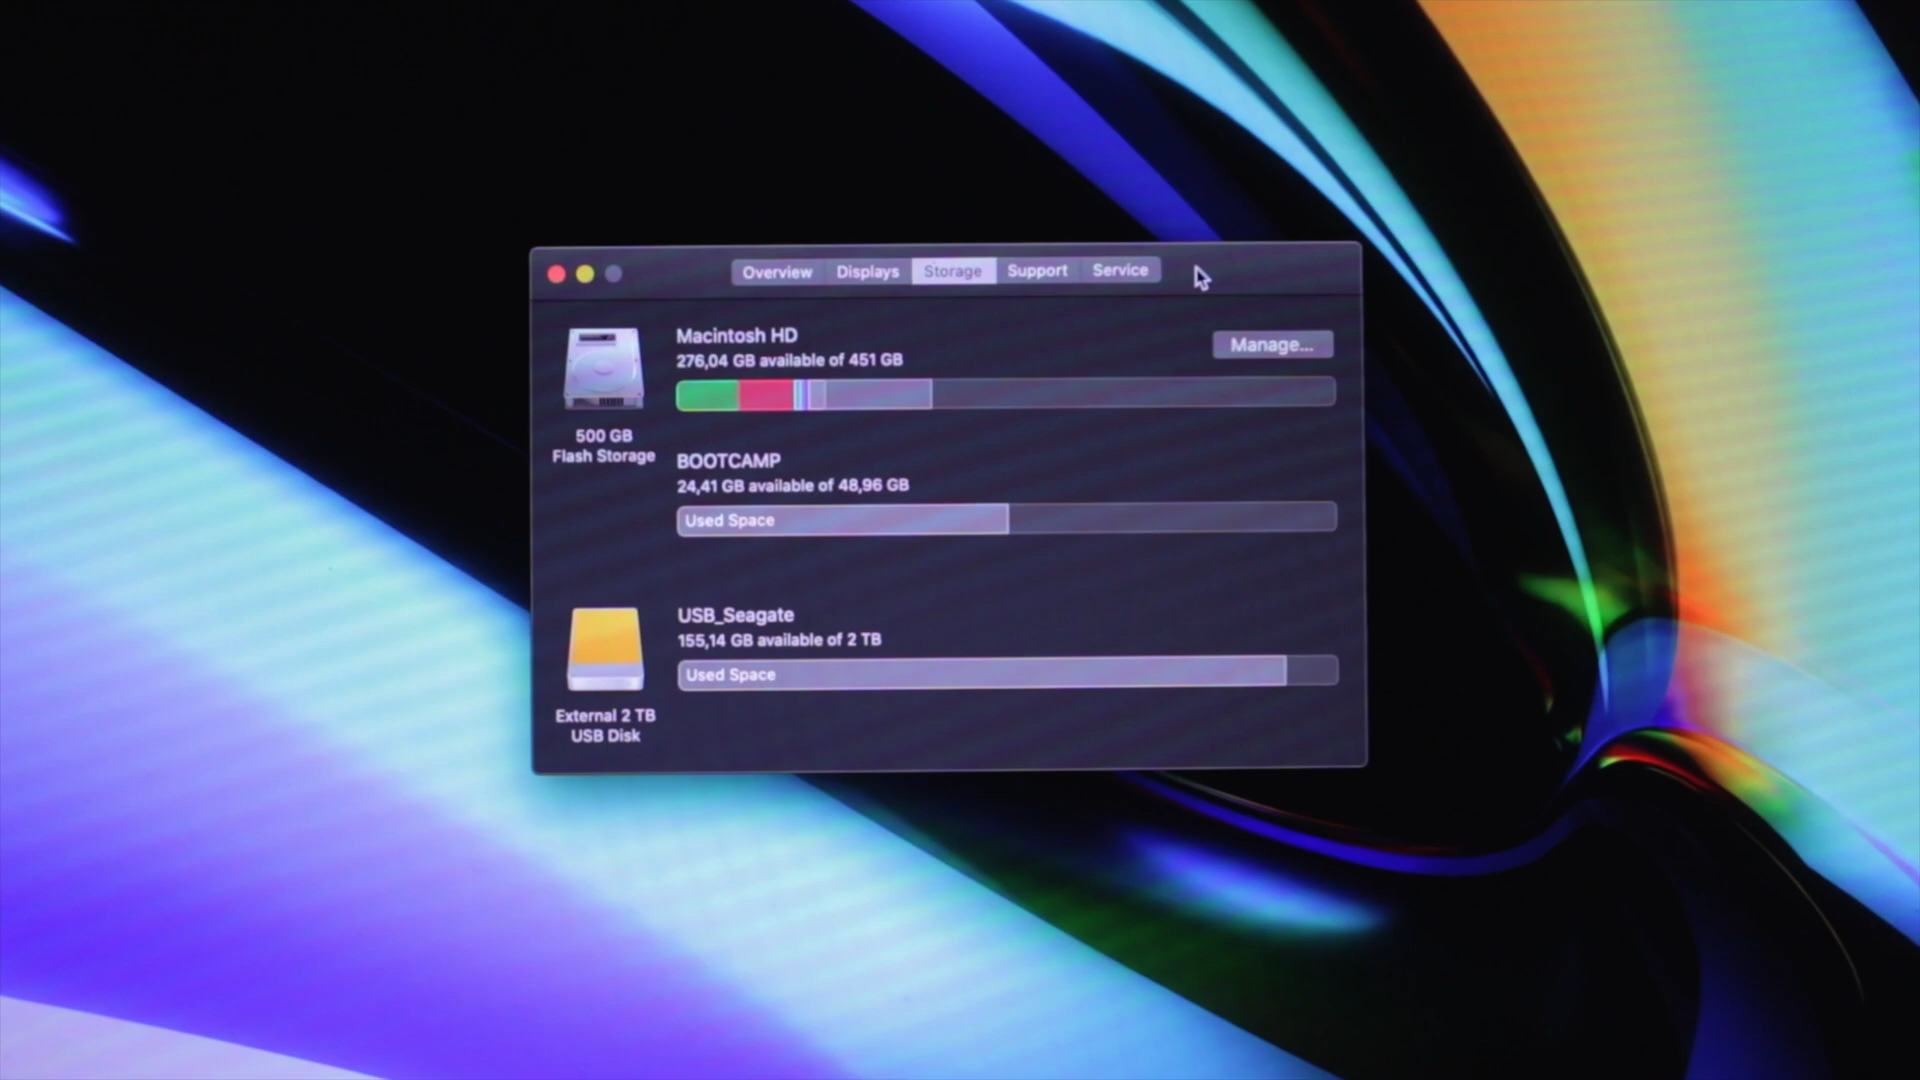 Overview Displays Storage Support Service
Macintosh HD
276,04 GB available of 451 GB
Manage...
500 GB
Flash Storage
BOOTCAMP
24,41 GB available of 48,96 GB
Used Space
USB_Seagate
155,14 GB available of 2 TB
Used Space
External 2 TB
USB Disk